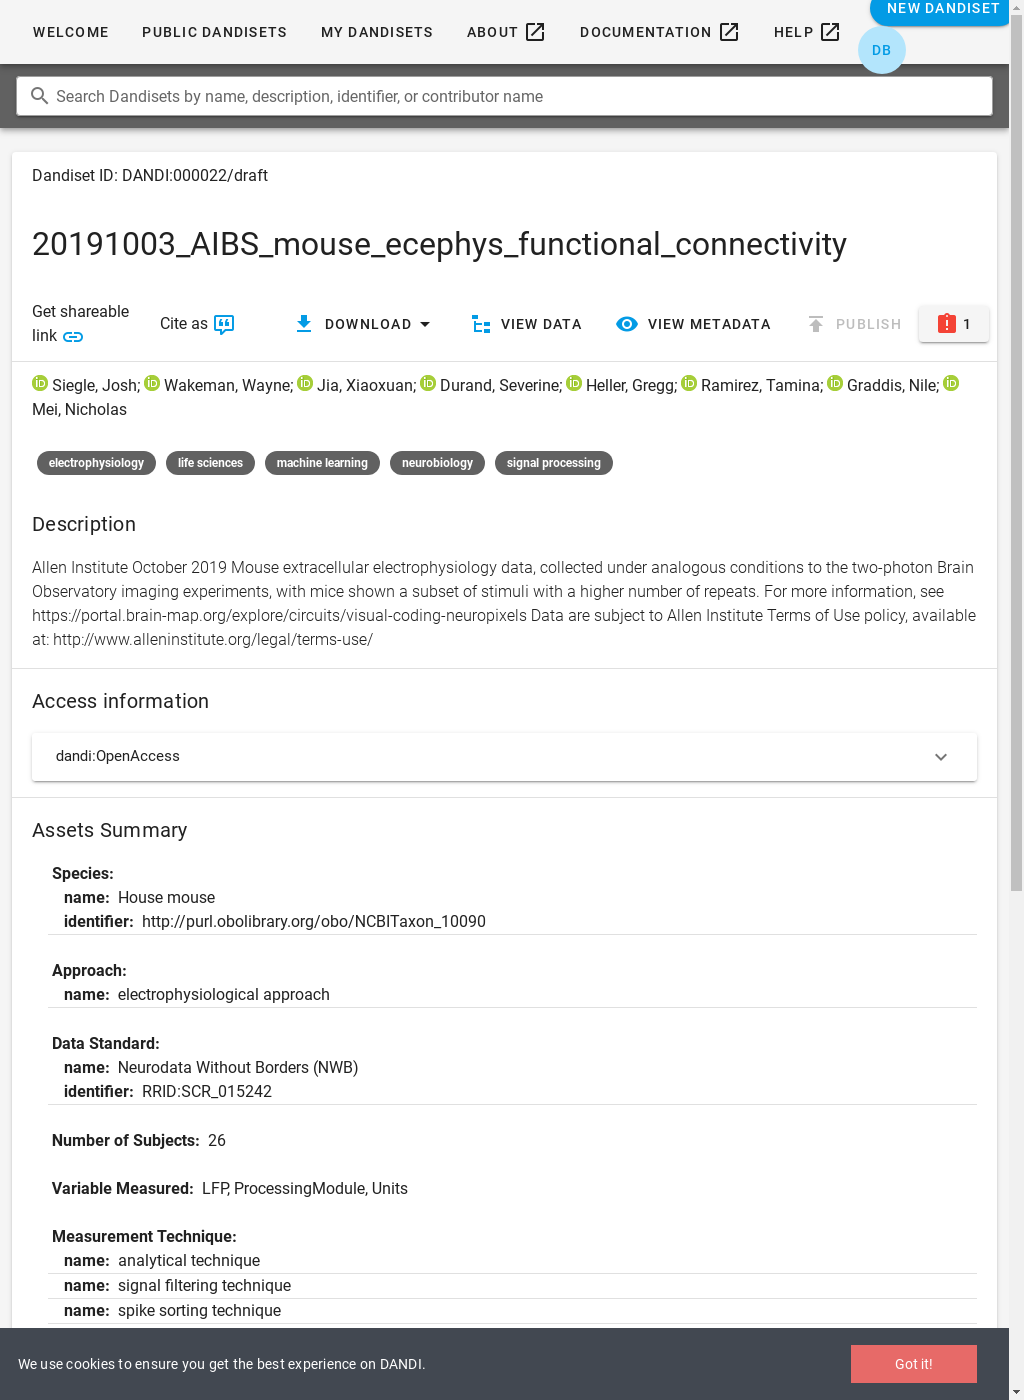 WELCOME PUBLIC DANDISETS MY DANDISETS ABOUT DOCUMENTATION HELP NEW DANDISET
DB
Search Dandisets by name, description, identifier, or contributor name
Dandiset ID: DANDI:000022/draft
20191003_AIBS_mouse_ecephys_functional_connectivity
Get shareable
link Cite as DOWNLOAD VIEW DATA VIEW METADATA PUBLISH 1
iD Siegle, Josh; iD Wakeman, Wayne; iD Jia, Xiaoxuan; iD Durand, Severine; iD Heller, Gregg; iD Ramirez, Tamina; iD Graddis, Nile; iD
Mei, Nicholas
electrophysiology life sciences machine learning neurobiology signal processing
Description
Allen Institute October 2019 Mouse extracellular electrophysiology data, collected under analogous conditions to the two-photon Brain
Observatory imaging experiments, with mice shown a subset of stimuli with a higher number of repeats. For more information, see
https://portal.brain-map.org/explore/circuits/visual-coding-neuropixels Data are subject to Allen Institute Terms of Use policy, available
at: http://www.alleninstitute.org/legal/terms-use/
Access information
dandi:OpenAccess
Assets Summary
Species:
name: House mouse
identifier: http://purl.obolibrary.org/obo/NCBITaxon_10090
Approach:
name: electrophysiological approach
Data Standard:
name: Neurodata Without Borders (NWB)
identifier: RRID:SCR_015242
Number of Subjects: 26
Variable Measured: LFP, ProcessingModule, Units
Measurement Technique:
name: analytical technique
name: signal filtering technique
name: spike sorting technique
We use cookies to ensure you get the best experience on DANDI. Got it!